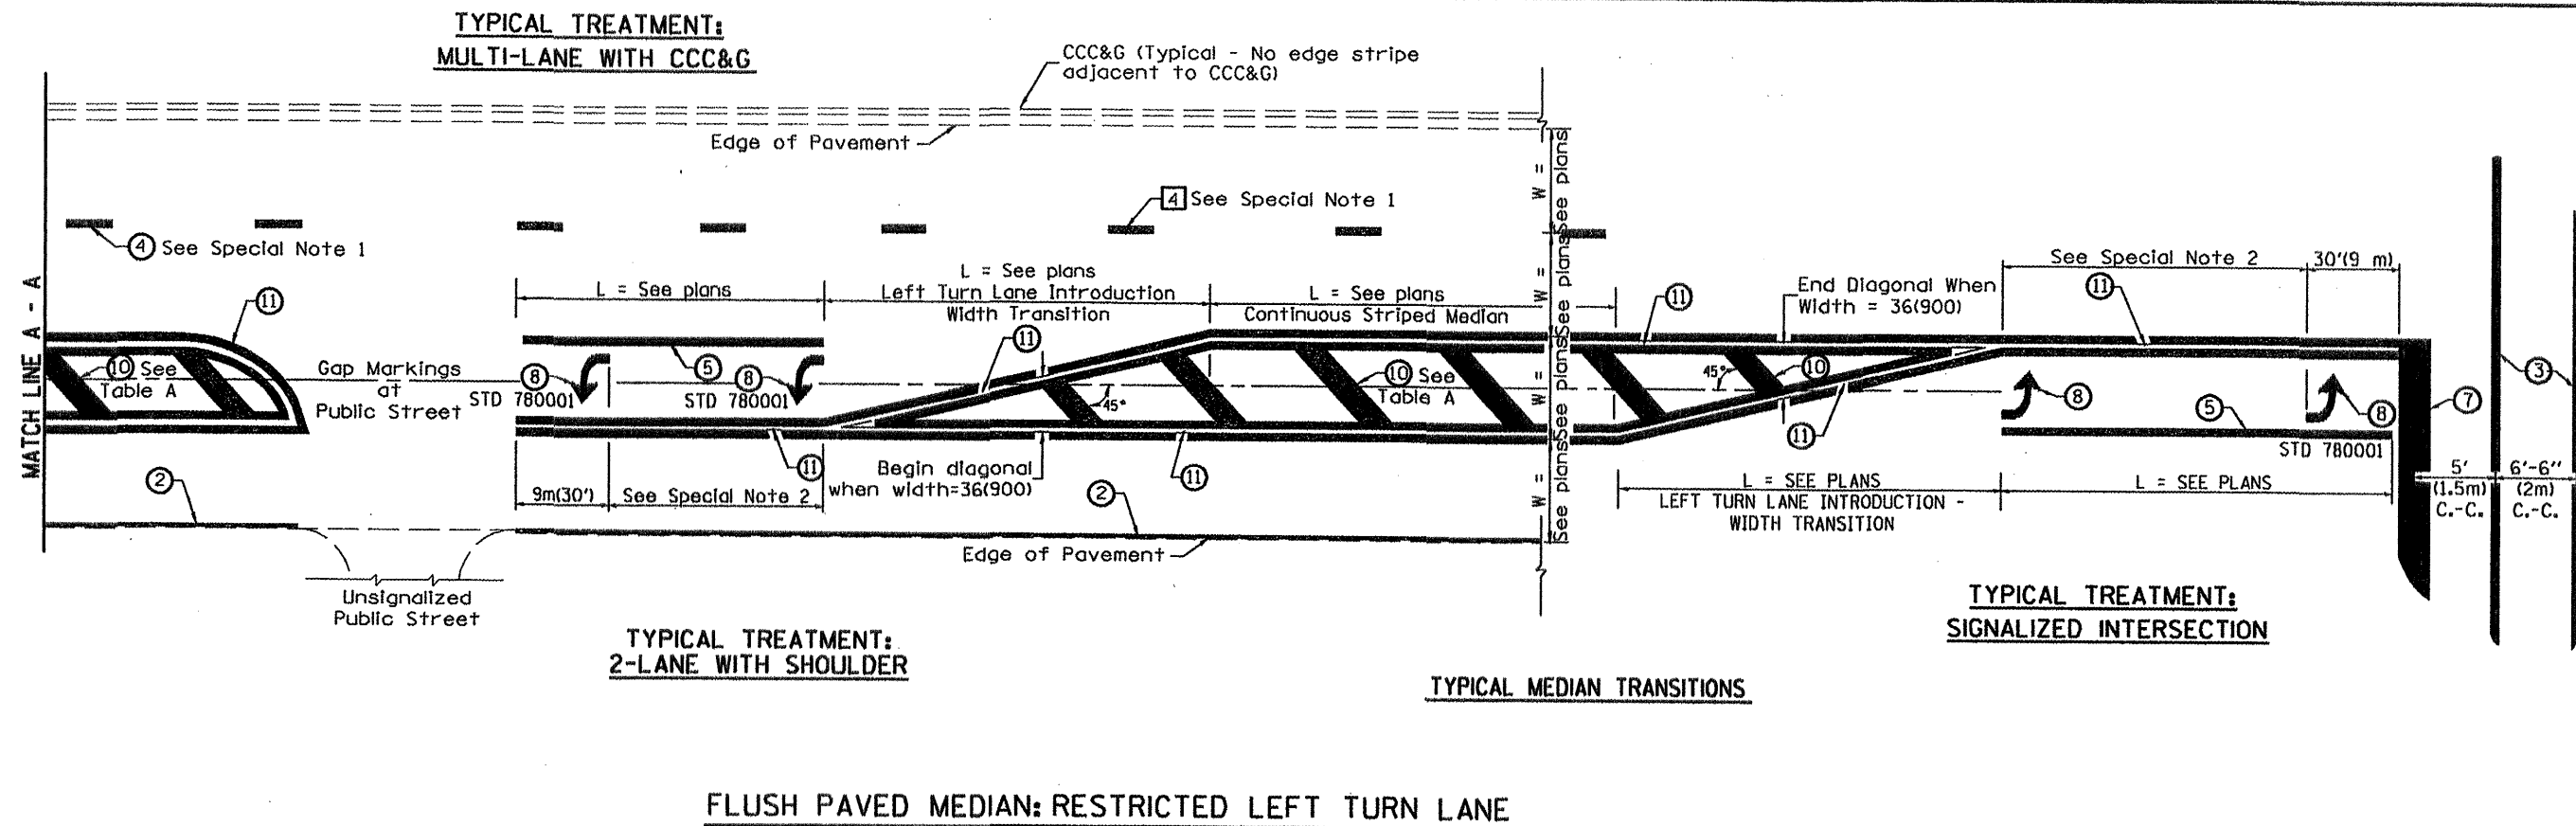 TYPICAL TREATMENT:
MULTI-LANE WITH CCC&G
CCC&G (Typical - No edge stripe
adjacent to CCC&G)
Edge of Pavement
4 See Special Note 1
4 See Special Note 1
MATCH LINE A - A
11
10 See
Table A
Gap Markings
at
Public Street
2
Unsignalized
Public Street
L = See plans
8
STD 780001
5
8
STD 780001
9m(30')
See Special Note 2
11
L = See plans
Left Turn Lane Introduction
Width Transition
11
45°
Begin diagonal
when width=36(900)
11
2
Edge of Pavement
L = See plans
Continuous Striped Median
10 See
Table A
W =
See plans
W =
See plans
W =
See plans
W =
See plans
11
End Diagonal When
Width = 36(900)
45°
10
11
See Special Note 2
30'(9 m)
11
8
8
5
STD 780001
7
3
L = SEE PLANS
LEFT TURN LANE INTRODUCTION -
WIDTH TRANSITION
L = SEE PLANS
5'
(1.5m)
C.-C.
6'-6"
(2m)
C.-C.
TYPICAL TREATMENT:
2-LANE WITH SHOULDER
TYPICAL TREATMENT:
SIGNALIZED INTERSECTION
TYPICAL MEDIAN TRANSITIONS
FLUSH PAVED MEDIAN: RESTRICTED LEFT TURN LANE